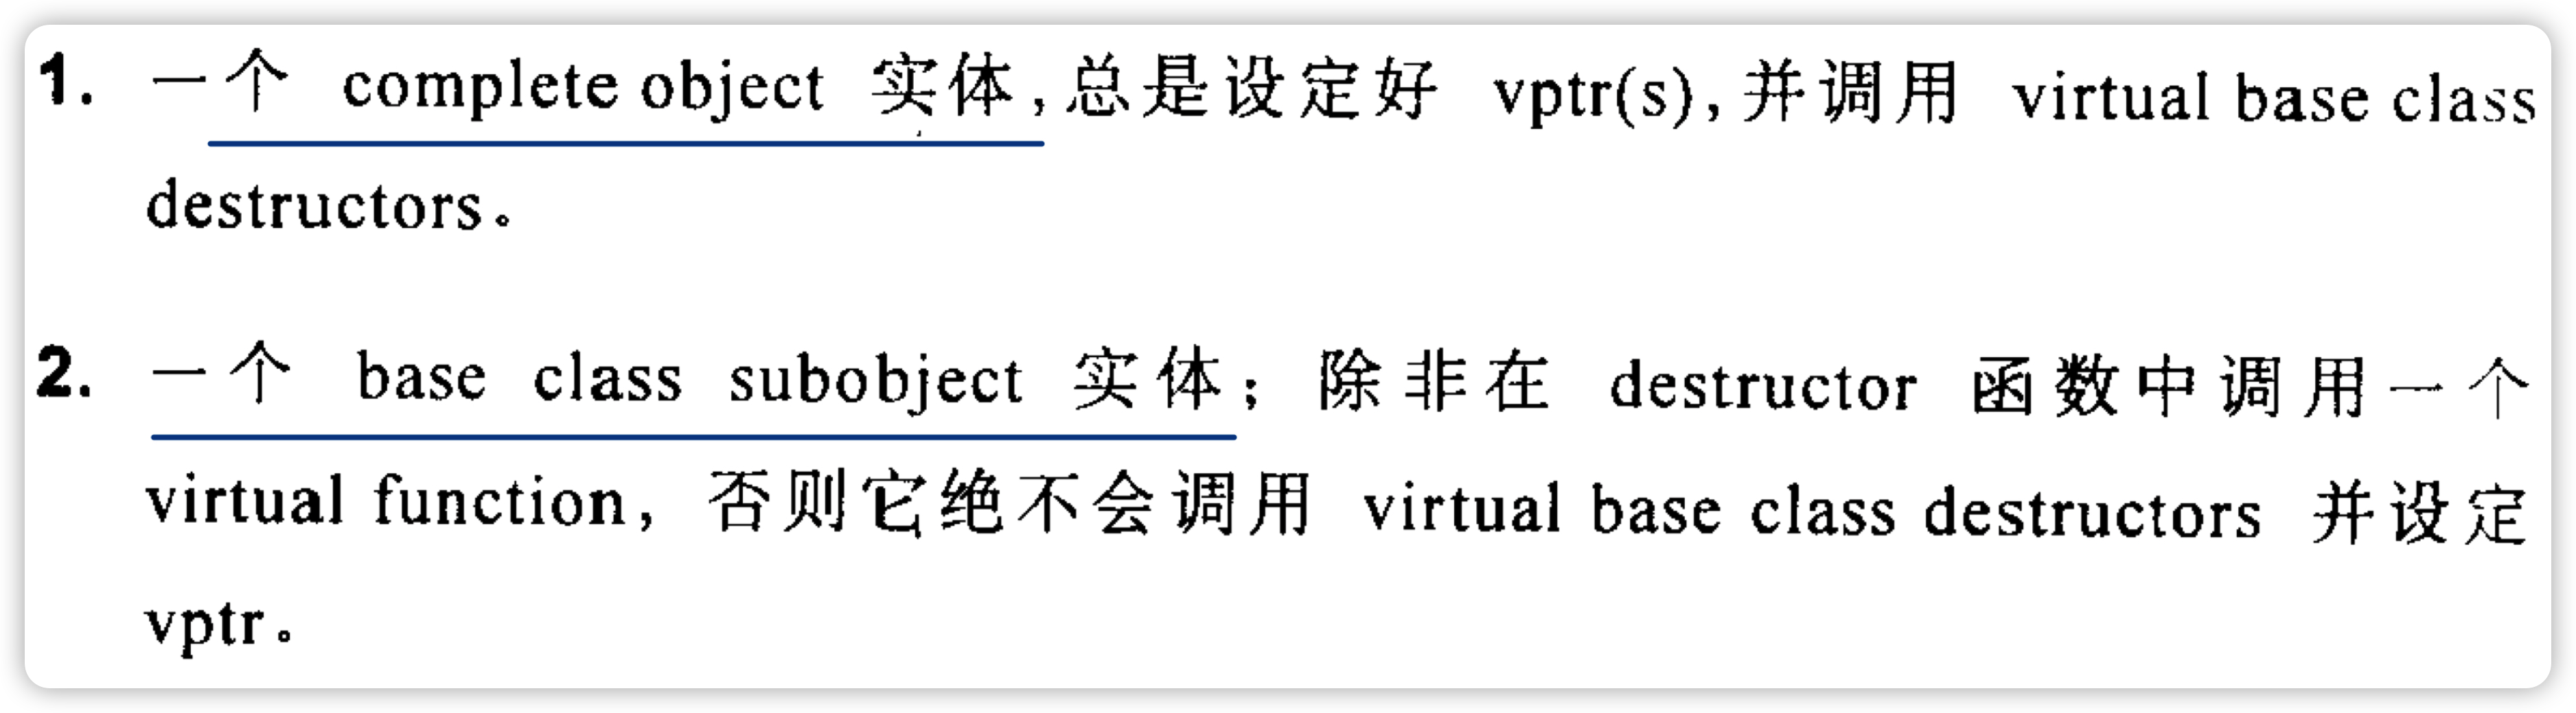 1. 一个 complete object 实体，总是设定好 vptr(s)，并调用 virtual base class
destructors。
2. 一个 base class subobject 实体；除非在 destructor 函数中调用一个
virtual function，否则它绝不会调用 virtual base class destructors 并设定
vptr。